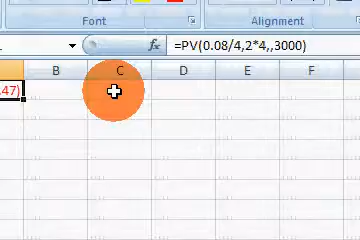 Font Alignment
fx =PV(0.08/4,2*4,,3000)
B C D E F
.47)